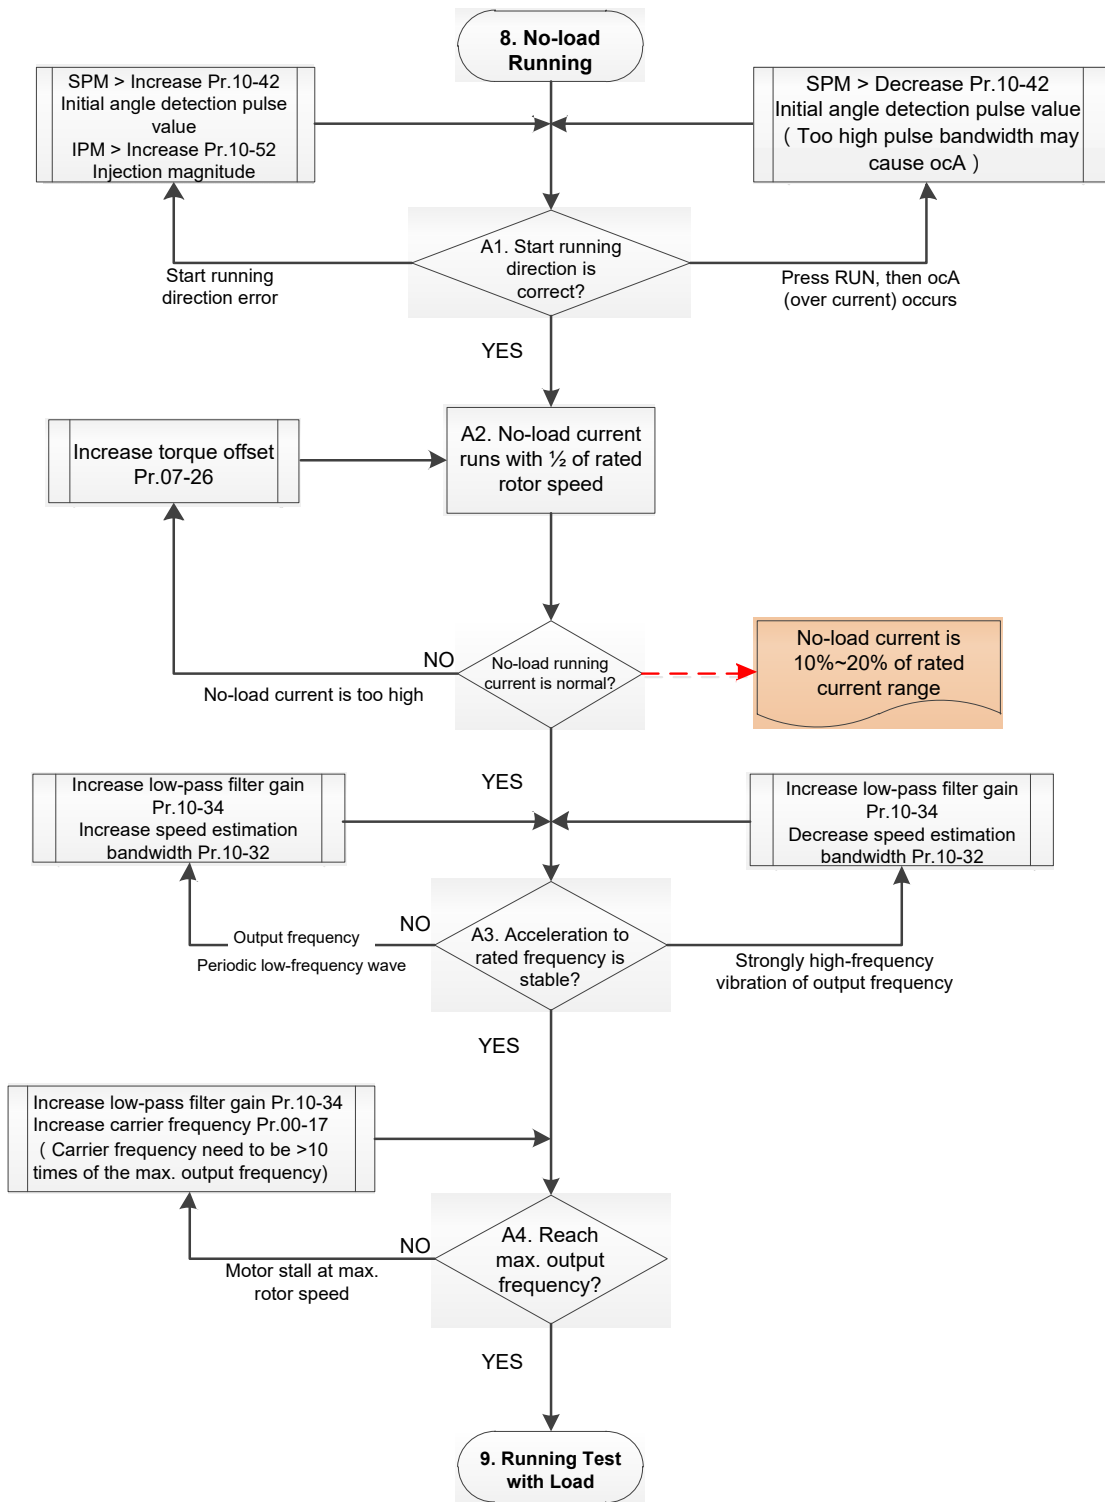 8. No-load
Running
SPM > Increase Pr.10-42
Initial angle detection pulse
value
IPM > Increase Pr.10-52
Injection magnitude
SPM > Decrease Pr.10-42
Initial angle detection pulse value
( Too high pulse bandwidth may
cause ocA )
A1. Start running
direction is
correct?
Start running
direction error
Press RUN, then ocA
(over current) occurs
YES
Increase torque offset
Pr.07-26
A2. No-load current
runs with ½ of rated
rotor speed
NO
No-load current is too high
No-load running
current is normal?
No-load current is
10%~20% of rated
current range
YES
Increase low-pass filter gain
Pr.10-34
Increase speed estimation
bandwidth Pr.10-32
Increase low-pass filter gain
Pr.10-34
Decrease speed estimation
bandwidth Pr.10-32
NO
Output frequency
Periodic low-frequency wave
A3. Acceleration to
rated frequency is
stable?
Strongly high-frequency
vibration of output frequency
YES
Increase low-pass filter gain Pr.10-34
Increase carrier frequency Pr.00-17
( Carrier frequency need to be >10
times of the max. output frequency)
NO
Motor stall at max.
rotor speed
A4. Reach
max. output
frequency?
YES
9. Running Test
with Load